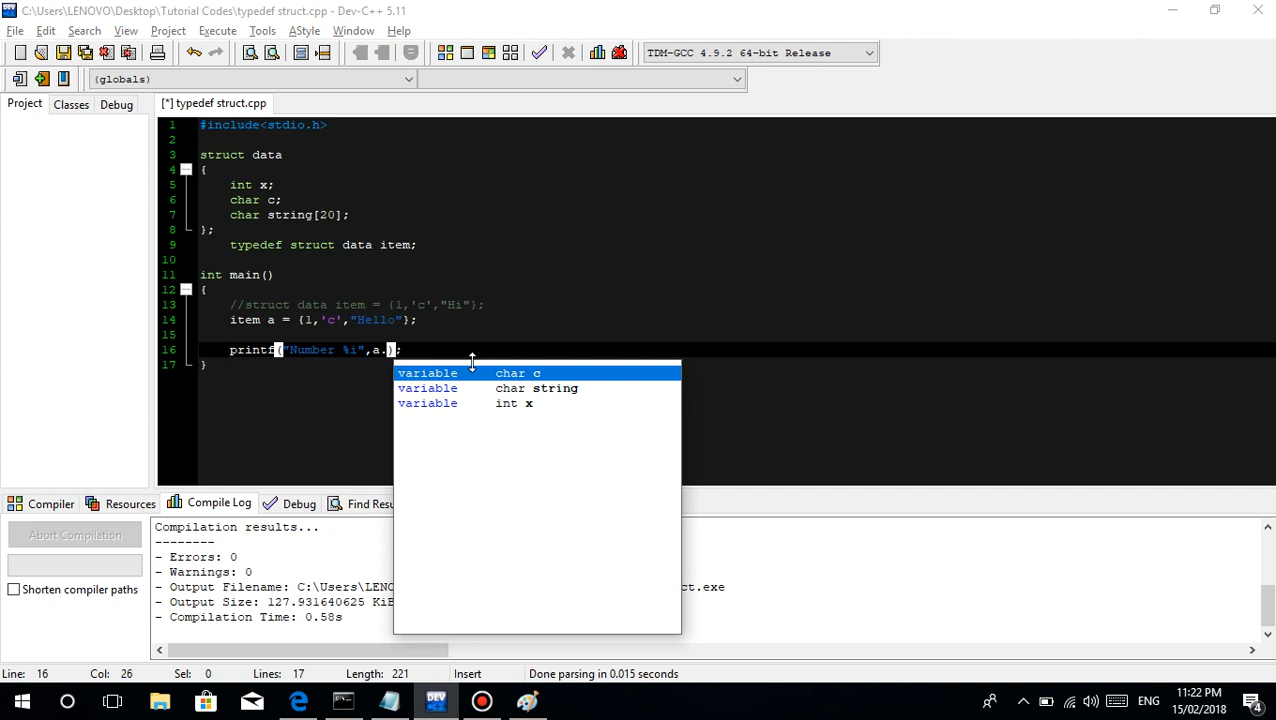 C:\Users\LENOVO\Desktop\Tutorial Codes\typedef struct.cpp - Dev-C++ 5.11
File Edit Search View Project Execute Tools AStyle Window Help
TDM-GCC 4.9.2 64-bit Release
(globals)
Project Classes Debug [*] typedef struct.cpp
1 #include<stdio.h>
2
3 struct data
4 {
5 int x;
6 char c;
7 char string[20];
8 };
9 typedef struct data item;
10
11 int main()
12 {
13 //struct data item = {1,'c',"Hi"};
14 item a = {1,'c',"Hello"};
15
16 printf("Number %i",a.);
17 }
variable char c
variable char string
variable int x
Compiler Resources Compile Log Debug Find Resu
Abort Compilation
Shorten compiler paths
Compilation results...
--------
- Errors: 0
- Warnings: 0
- Output Filename: C:\Users\LENO ct.exe
- Output Size: 127.931640625 KiB
- Compilation Time: 0.58s
Line: 16 Col: 26 Sel: 0 Lines: 17 Length: 221 Insert Done parsing in 0.015 seconds
DEV
ENG
11:22 PM
15/02/2018
4